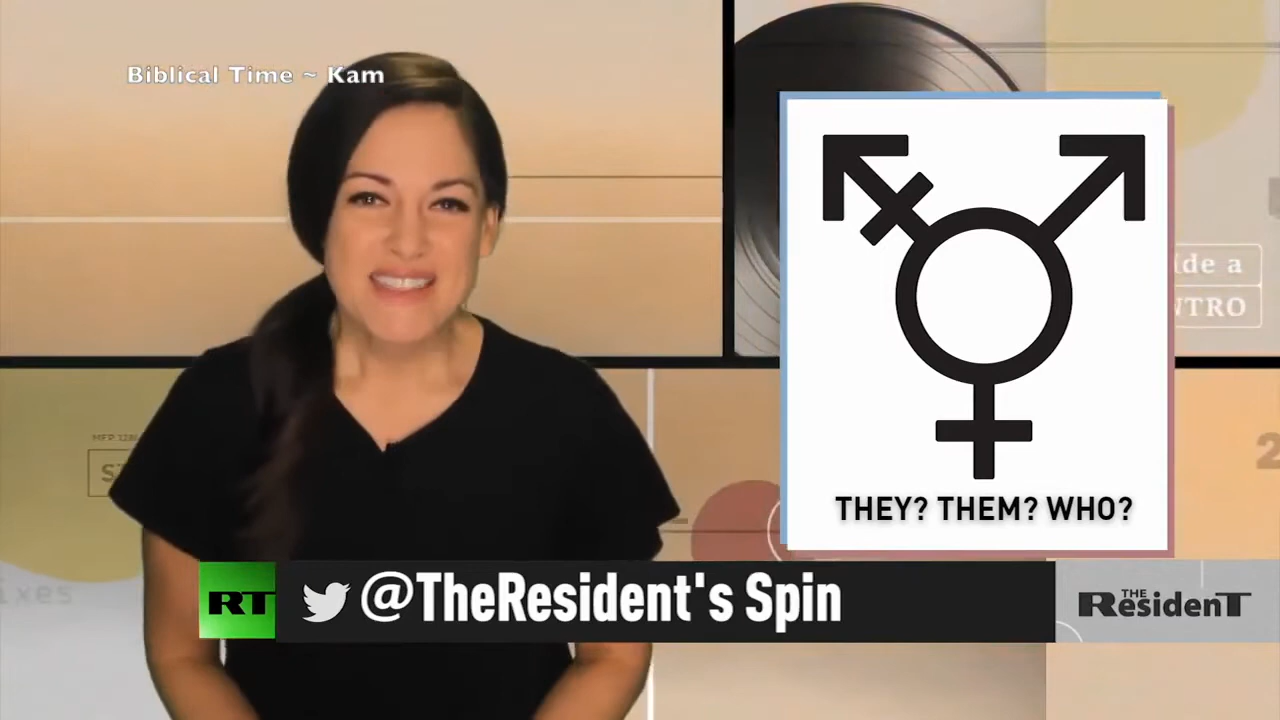 Biblical Time ~ Kam
THEY? THEM? WHO?
RT
@TheResident's Spin
THE
ResidenT